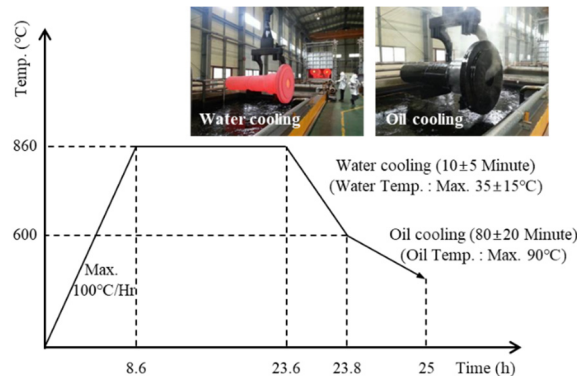 Temp. (℃)
Water cooling
Oil cooling
860
Water cooling (10±5 Minute)
(Water Temp. : Max. 35±15℃)
600
Oil cooling (80±20 Minute)
(Oil Temp. : Max. 90℃)
Max.
100℃/Hr
8.6
23.6
23.8
25
Time (h)